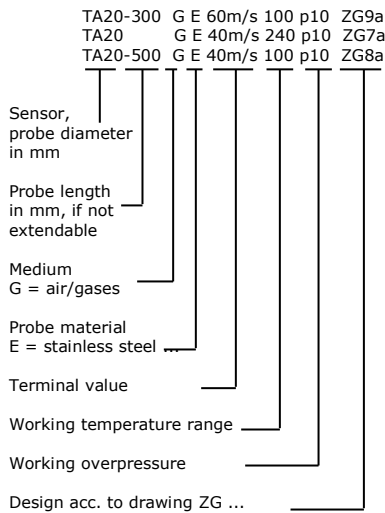 TA20-300 G E 60m/s 100 p10 ZG9a
TA20 G E 40m/s 240 p10 ZG7a
TA20-500 G E 40m/s 100 p10 ZG8a
Sensor,
probe diameter
in mm
Probe length
in mm, if not
extendable
Medium
G = air/gases
Probe material
E = stainless steel ...
Terminal value
Working temperature range
Working overpressure
Design acc. to drawing ZG ...